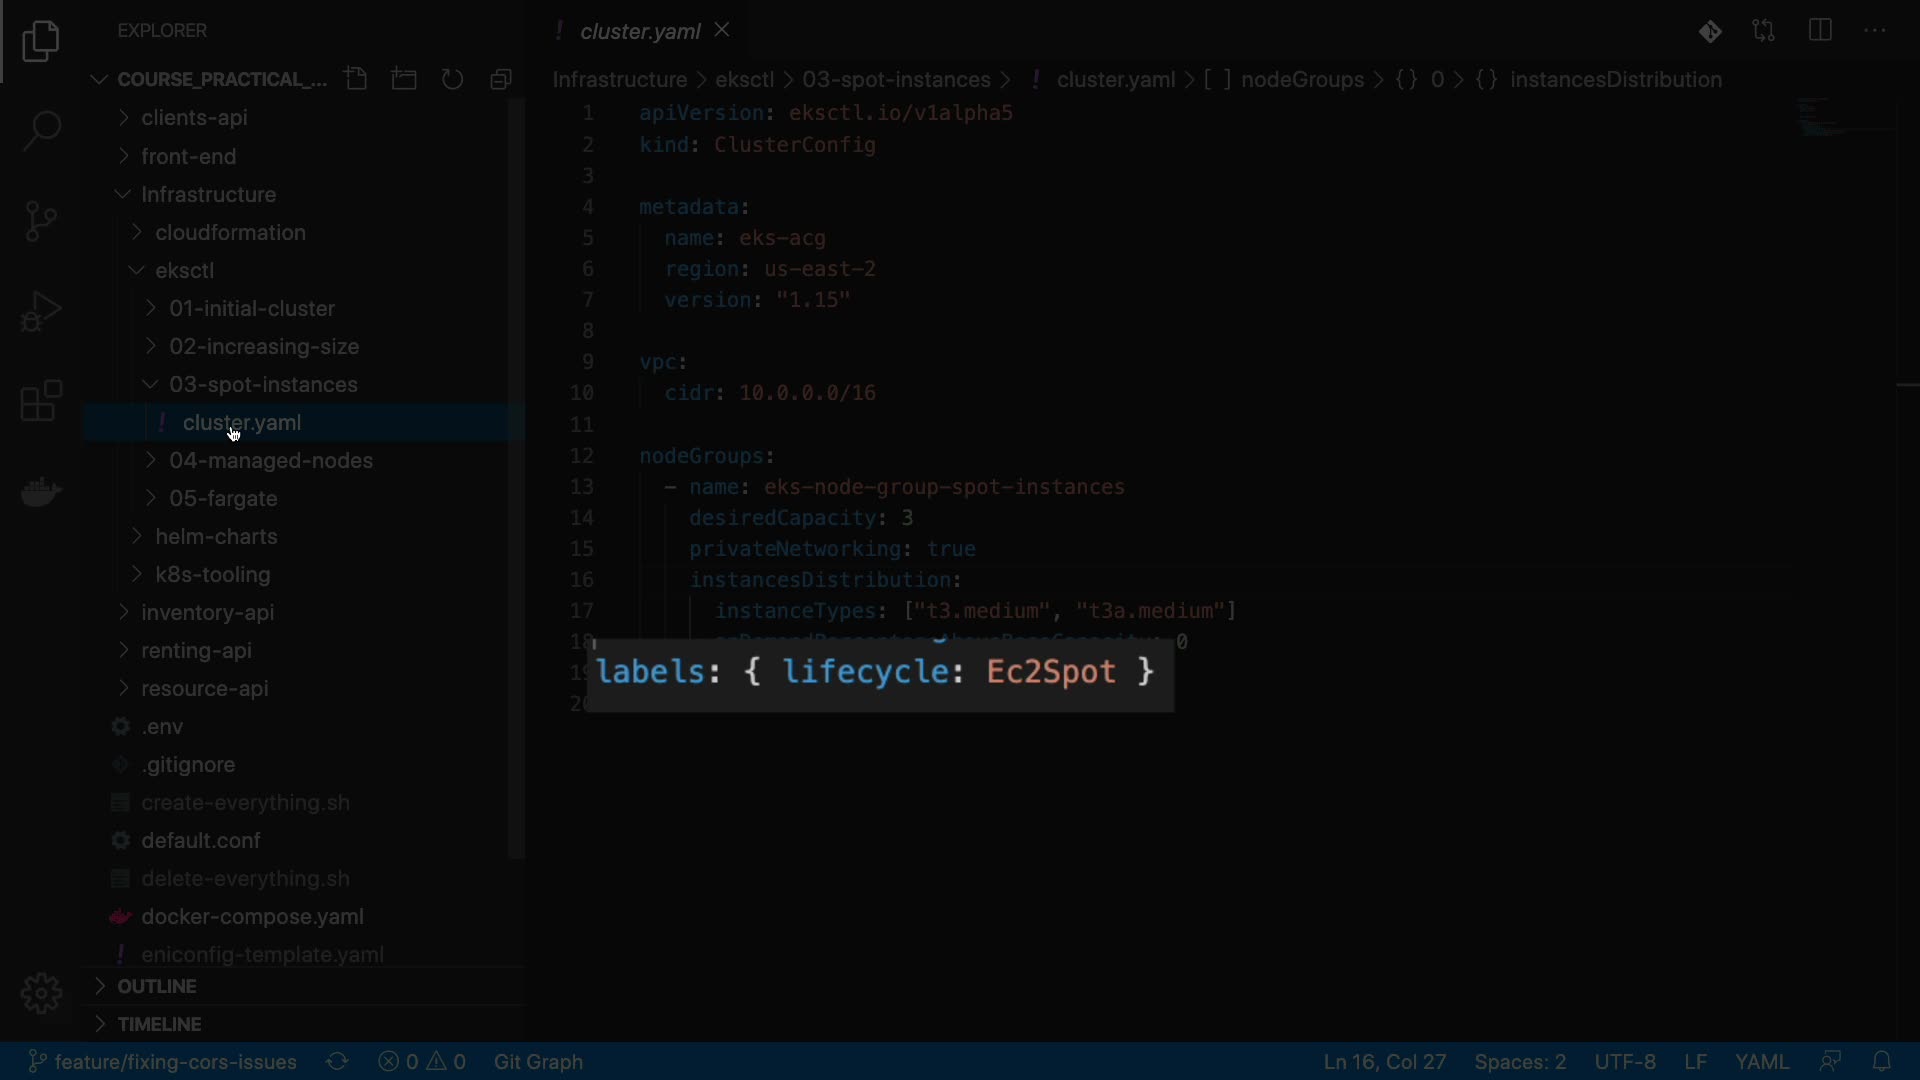 EXPLORER
COURSE_PRACTICAL_...
clients-api
front-end
Infrastructure
cloudformation
eksctl
01-initial-cluster
02-increasing-size
03-spot-instances
! cluster.yaml
04-managed-nodes
05-fargate
helm-charts
k8s-tooling
inventory-api
renting-api
resource-api
.env
.gitignore
create-everything.sh
default.conf
delete-everything.sh
docker-compose.yaml
! eniconfig-template.yaml
OUTLINE
TIMELINE
! cluster.yaml
Infrastructure > eksctl > 03-spot-instances > ! cluster.yaml > [ ] nodeGroups > {} 0 > {} instancesDistribution
1 apiVersion: eksctl.io/v1alpha5
2 kind: ClusterConfig
3
4 metadata:
5 name: eks-acg
6 region: us-east-2
7 version: "1.15"
8
9 vpc:
10 cidr: 10.0.0.0/16
11
12 nodeGroups:
13 - name: eks-node-group-spot-instances
14 desiredCapacity: 3
15 privateNetworking: true
16 instancesDistribution:
17 instanceTypes: ["t3.medium", "t3a.medium"]
18 onDemandPercentageAboveBaseCapacity: 0
labels: { lifecycle: Ec2Spot }
feature/fixing-cors-issues 0 0 Git Graph Ln 16, Col 27 Spaces: 2 UTF-8 LF YAML